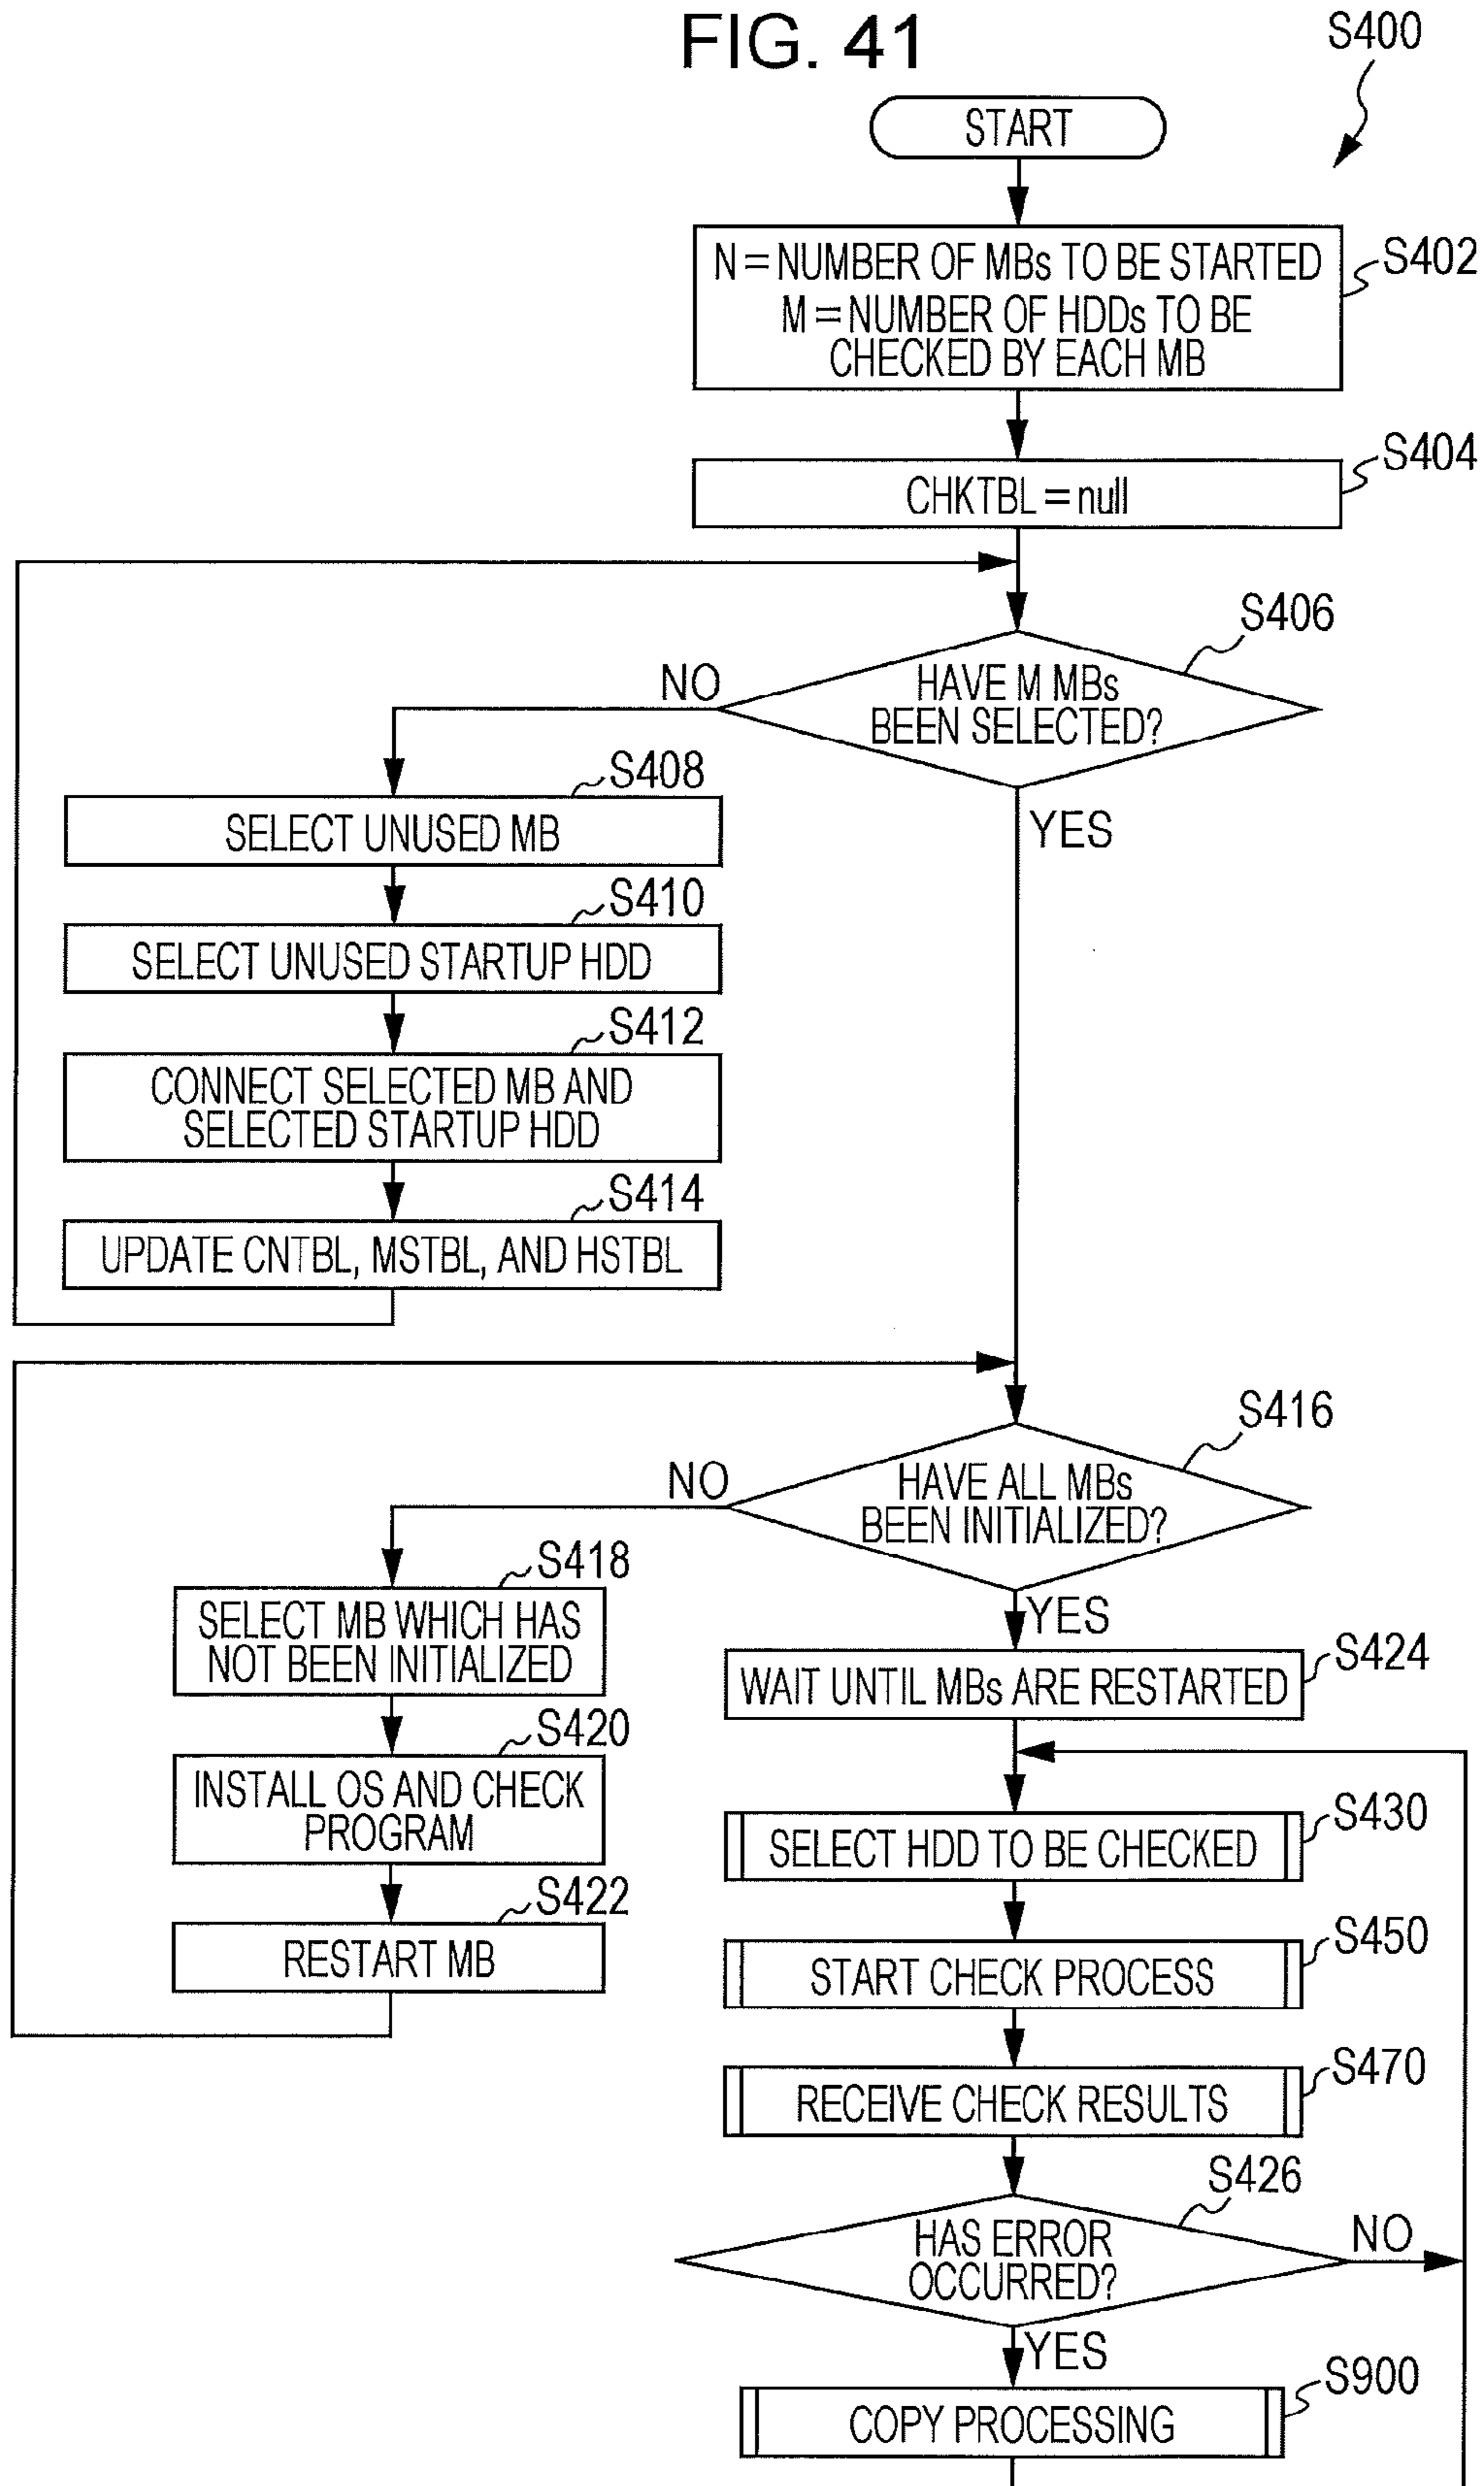 FIG. 41
S400
START
N = NUMBER OF MBs TO BE STARTED
M = NUMBER OF HDDs TO BE
CHECKED BY EACH MB
S402
CHKTBL = null
S404
HAVE M MBs
BEEN SELECTED?
S406
NO
YES
S408
SELECT UNUSED MB
S410
SELECT UNUSED STARTUP HDD
S412
CONNECT SELECTED MB AND
SELECTED STARTUP HDD
S414
UPDATE CNTBL, MSTBL, AND HSTBL
HAVE ALL MBs
BEEN INITIALIZED?
S416
NO
YES
S418
SELECT MB WHICH HAS
NOT BEEN INITIALIZED
S420
INSTALL OS AND CHECK
PROGRAM
S422
RESTART MB
S424
WAIT UNTIL MBs ARE RESTARTED
S430
SELECT HDD TO BE CHECKED
S450
START CHECK PROCESS
S470
RECEIVE CHECK RESULTS
S426
HAS ERROR
OCCURRED?
NO
YES
S900
COPY PROCESSING